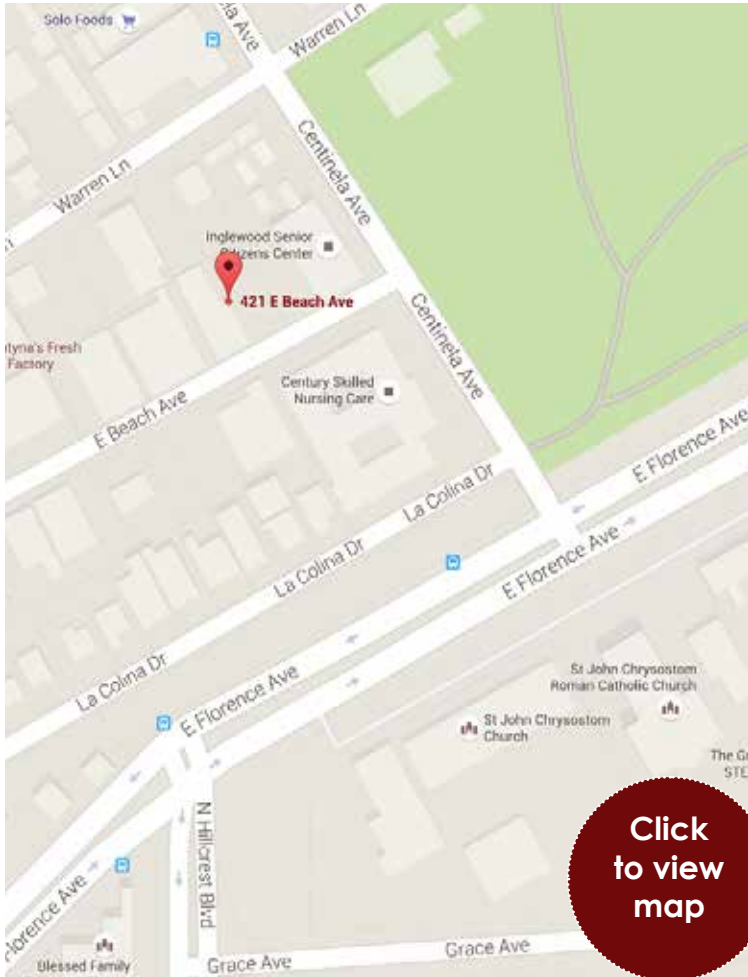 Solo Foods
Warren Ln
Centinela Ave
Warren Ln
Inglewood Senior
Citizens Center
421 E Beach Ave
Fresh
Factory
Century Skilled
Nursing Care
Centinela Ave
E Beach Ave
E Florence Ave
La Colina Dr
E Florence Ave
La Colina Dr
La Colina Dr
St John Chrysostom
Roman Catholic Church
E Florence Ave
St John Chrysostom
Church
The
STE
N Hillcrest Blvd
Click
to view
map
Florence Ave
Blessed Family
Grace Ave
Grace Ave